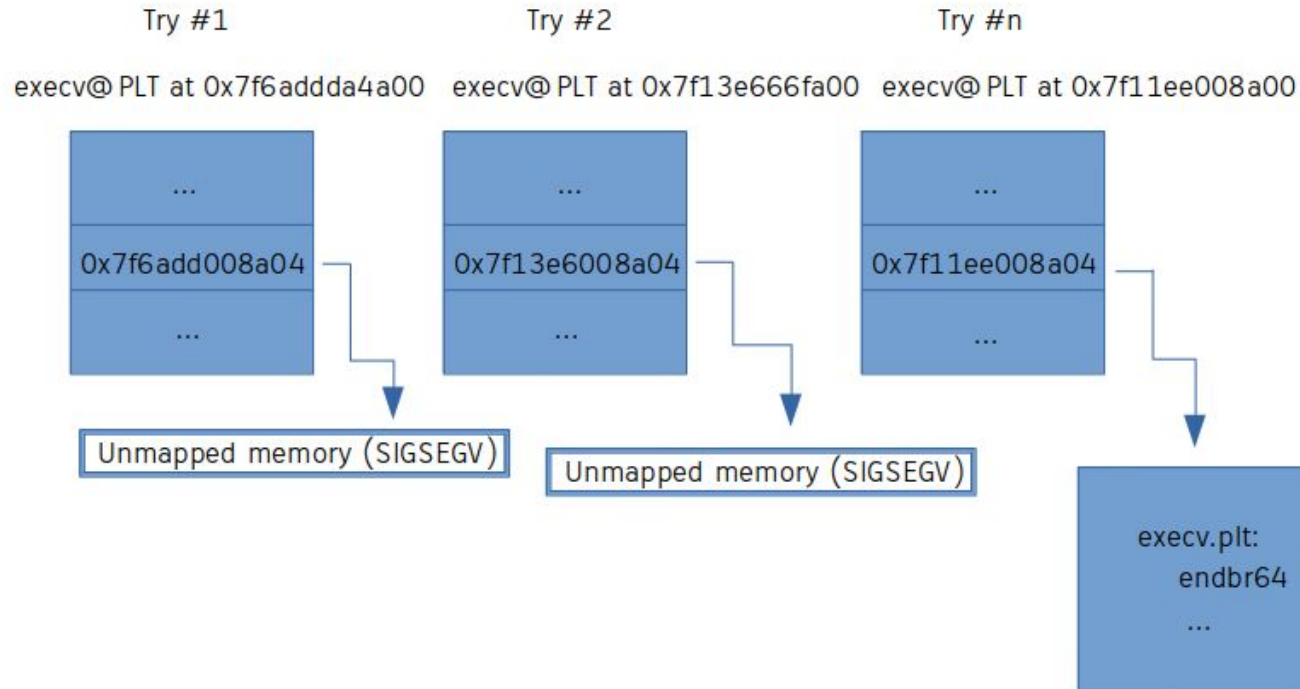 Try #1 Try #2 Try #n
execv@ PLT at 0x7f6addda4a00 execv@ PLT at 0x7f13e666fa00 execv@ PLT at 0x7f11ee008a00
... ... ...
0x7f6add008a04 0x7f13e6008a04 0x7f11ee008a04
... ... ...
Unmapped memory (SIGSEGV)
Unmapped memory (SIGSEGV)
execv.plt:
endbr64
...